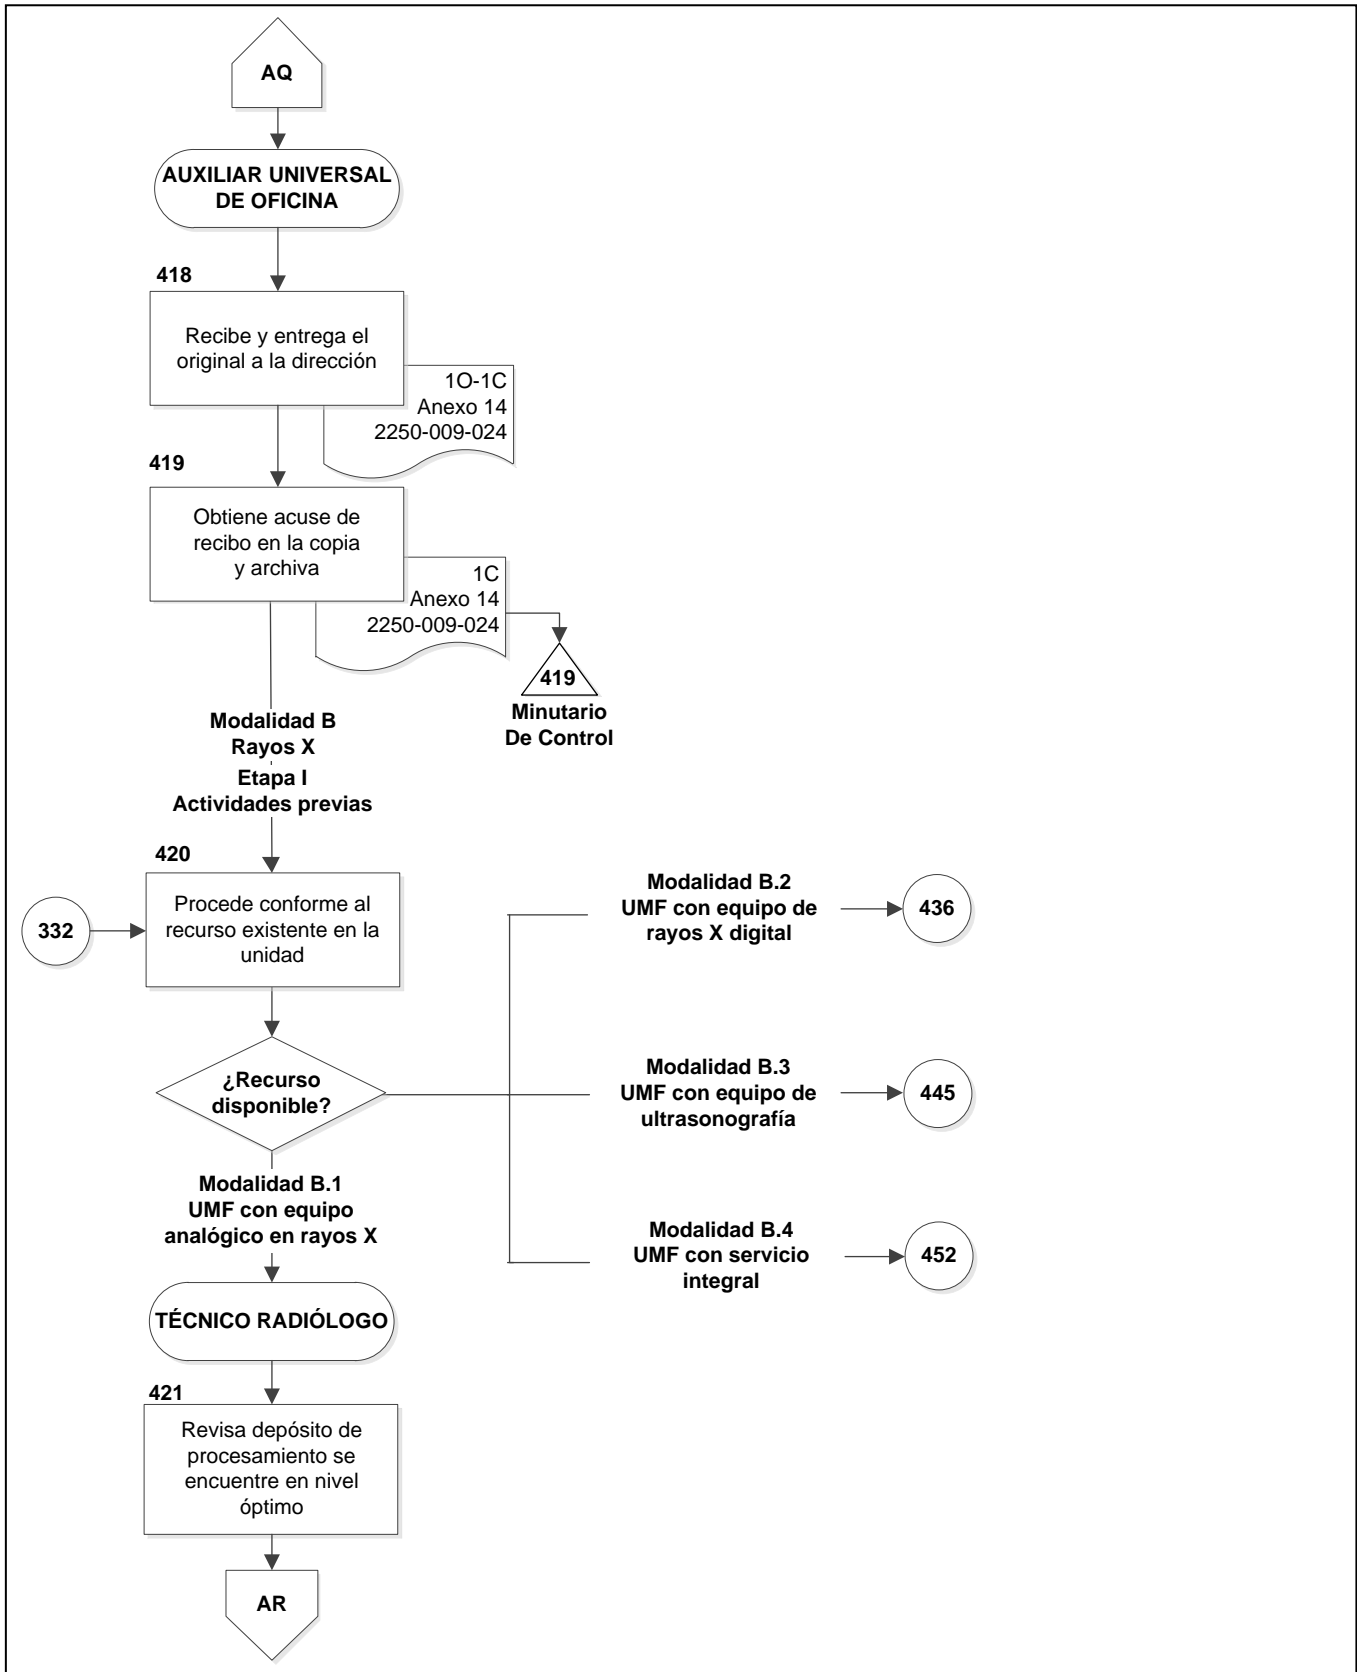 AQ
AUXILIAR UNIVERSAL
DE OFICINA
418
Recibe y entrega el
original a la dirección
1O-1C
Anexo 14
2250-009-024
419
Obtiene acuse de
recibo en la copia
y archiva
1C
Anexo 14
2250-009-024
419
Minutario
De Control
Modalidad B
Rayos X
Etapa I
Actividades previas
420
Procede conforme al
recurso existente en la
unidad
332
Modalidad B.2
UMF con equipo de
rayos X digital
436
¿Recurso
disponible?
Modalidad B.3
UMF con equipo de
ultrasonografía
445
Modalidad B.1
UMF con equipo
analógico en rayos X
Modalidad B.4
UMF con servicio
integral
452
TÉCNICO RADIÓLOGO
421
Revisa depósito de
procesamiento se
encuentre en nivel
óptimo
AR